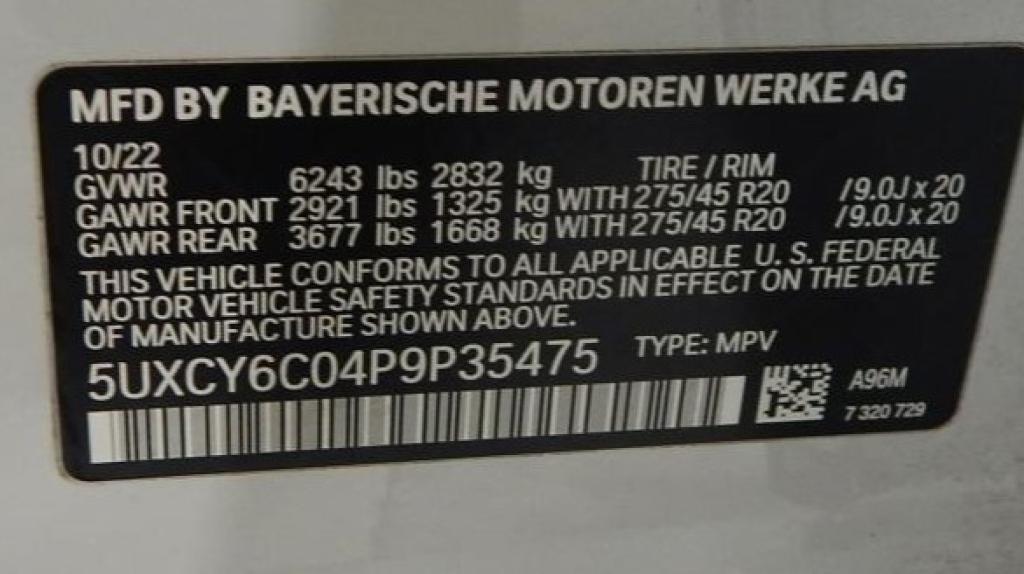 MFD BY BAYERISCHE MOTOREN WERKE AG
10/22 TIRE / RIM
GVWR 6243 lbs 2832 kg
GAWR FRONT 2921 lbs 1325 kg WITH 275/45 R20 /9.0J x 20
GAWR REAR 3677 lbs 1668 kg WITH 275/45 R20 /9.0J x 20
THIS VEHICLE CONFORMS TO ALL APPLICABLE U. S. FEDERAL
MOTOR VEHICLE SAFETY STANDARDS IN EFFECT ON THE DATE
OF MANUFACTURE SHOWN ABOVE.
5UXCY6C04P9P35475 TYPE: MPV
A96M
7 320 729